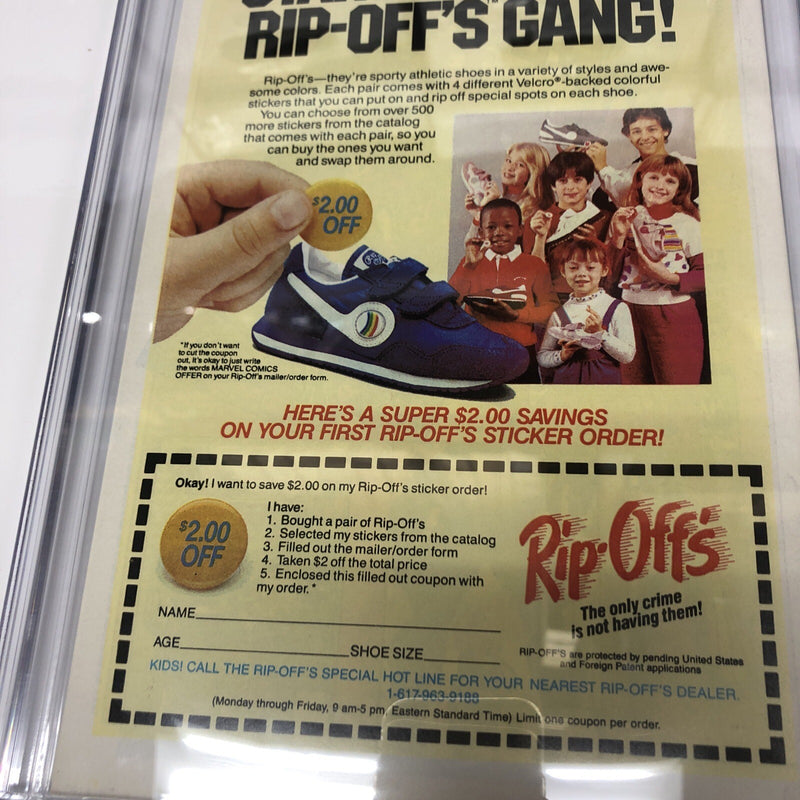 RIP-OFF'S GANG!
Rip-Off's—they're sporty athletic shoes in a variety of styles and awe-
some colors. Each pair comes with 4 different Velcro®-backed colorful
stickers that you can put on and rip off special spots on each shoe.
You can choose from over 500
more stickers from the catalog
that comes with each pair, so you
can buy the ones you want
and swap them around.
$2.00
OFF
*If you don't want
to cut the coupon
out, It's okay to just write
the words MARVEL COMICS
OFFER on your Rip-Off's mailer/order form.
HERE'S A SUPER $2.00 SAVINGS
ON YOUR FIRST RIP-OFF'S STICKER ORDER!
Okay! I want to save $2.00 on my Rip-Off's sticker order!
$2.00
OFF
I have:
1. Bought a pair of Rip-Off's
2. Selected my stickers from the catalog
3. Filled out the mailer/order form
4. Taken $2 off the total price
5. Enclosed this filled out coupon with
my order.*
Rip-Off's
The only crime
is not having them!
NAME
AGE SHOE SIZE
RIP-OFF'S are protected by pending United States
and Foreign Patent applications
KIDS! CALL THE RIP-OFF'S SPECIAL HOT LINE FOR YOUR NEAREST RIP-OFF'S DEALER.
1-617-963-9188
(Monday through Friday, 9 am-5 pm Eastern Standard Time) Limit one coupon per order.